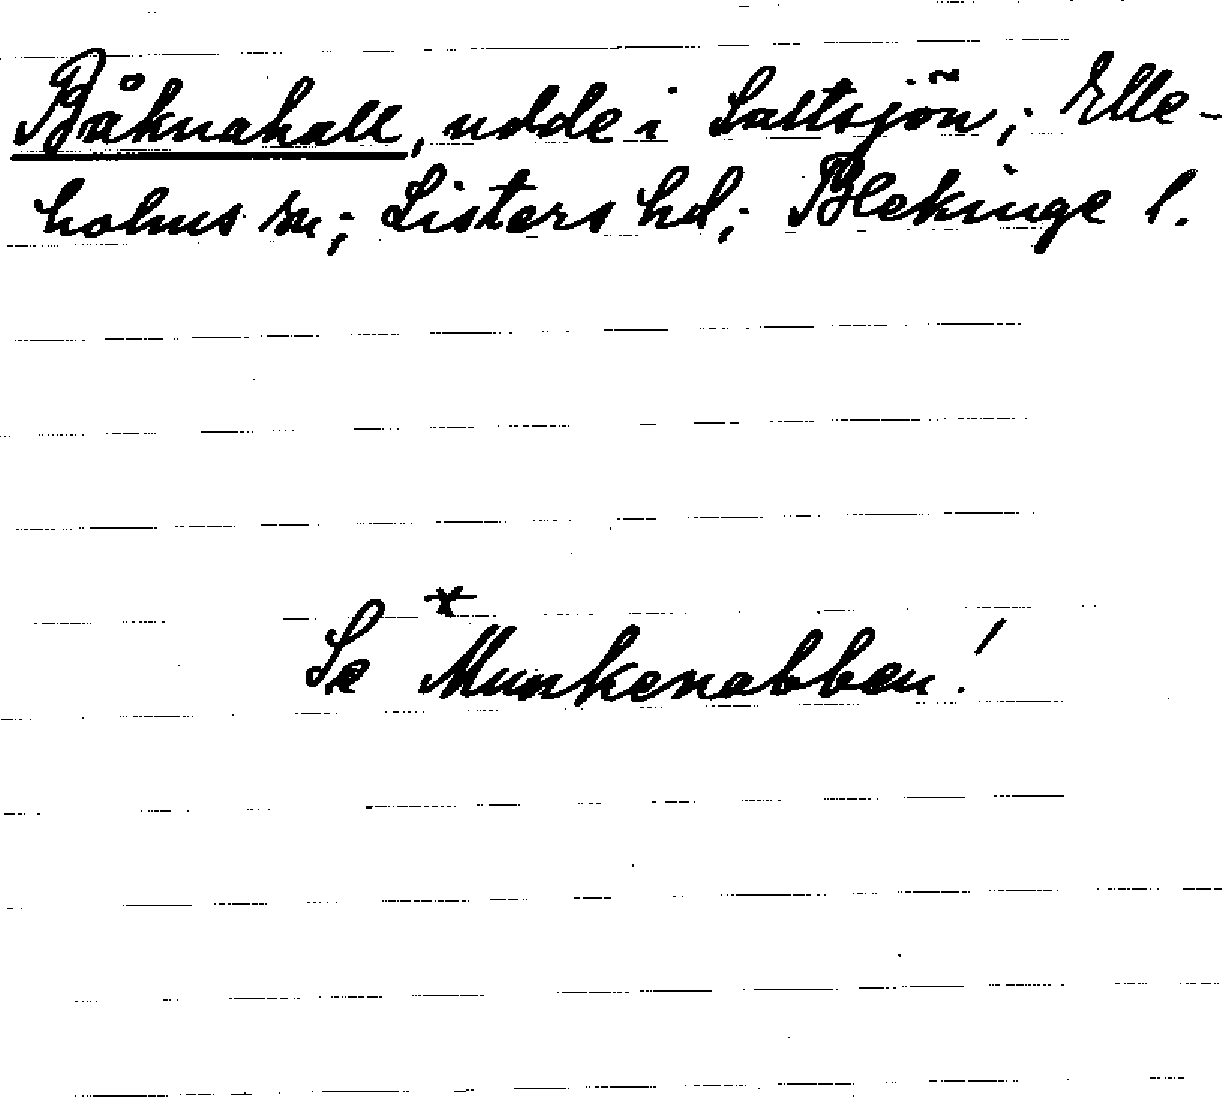 Båknahall, udde i Saltsjön; Elle-
holms sn; Listers hd; Blekinge l.
Se *Munkenabben!